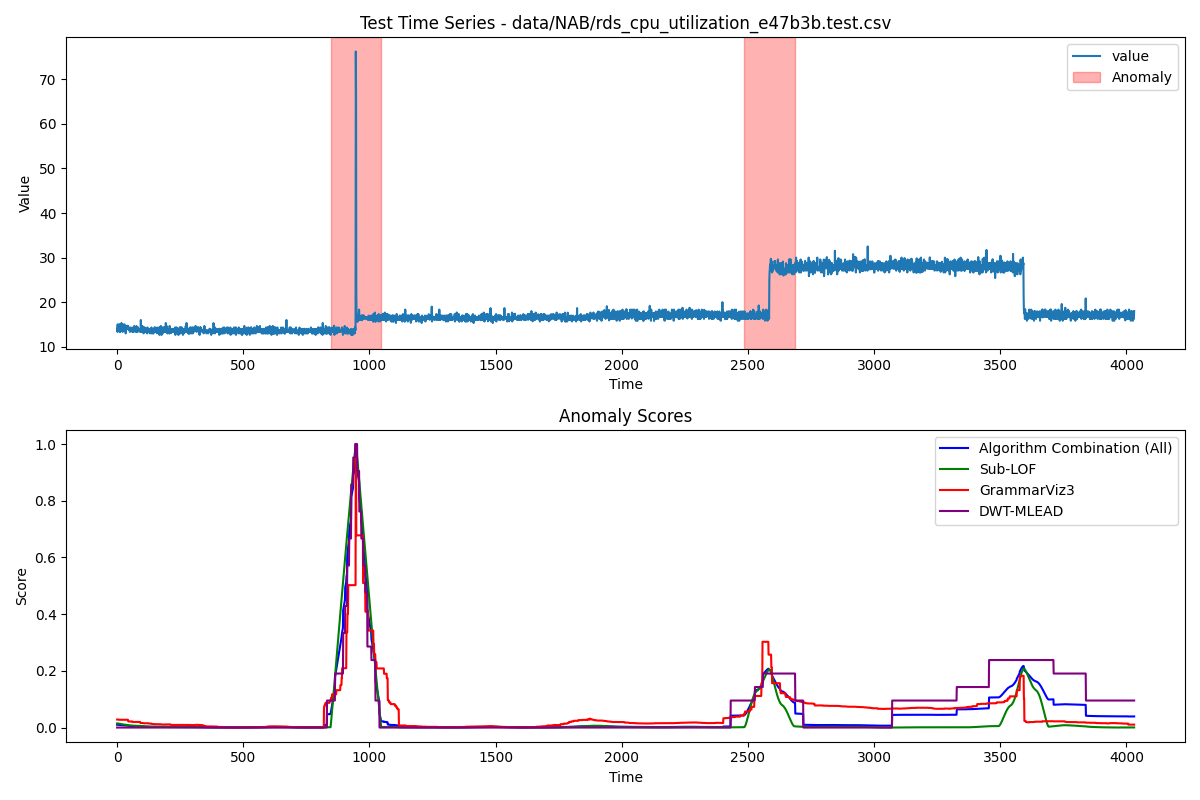 Test Time Series - data/NAB/rds_cpu_utilization_e47b3b.test.csv
Value
70
60
50
40
30
20
10
value
Anomaly
0 500 1000 1500 2000 2500 3000 3500 4000
Time
Anomaly Scores
Score
1.0
0.8
0.6
0.4
0.2
0.0
Algorithm Combination (All)
Sub-LOF
GrammarViz3
DWT-MLEAD
0 500 1000 1500 2000 2500 3000 3500 4000
Time